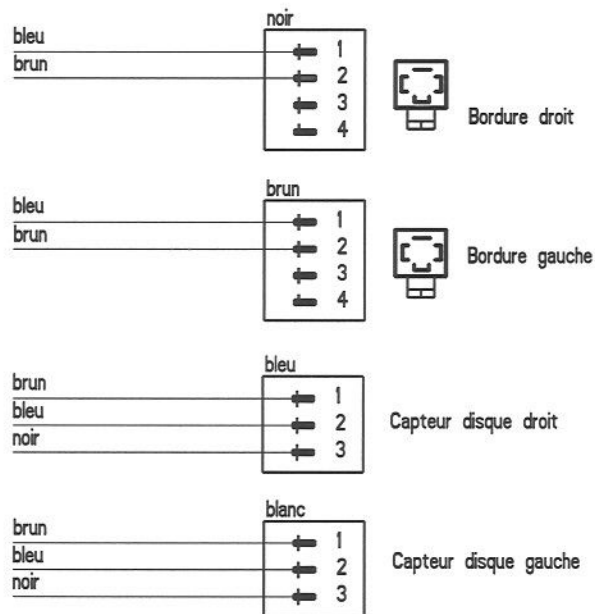 noir
bleu 1
brun 2
3
4
Bordure droit
brun
bleu 1
brun 2
3
4
Bordure gauche
bleu
brun 1
bleu 2
noir 3
Capteur disque droit
blanc
brun 1
bleu 2
noir 3
Capteur disque gauche